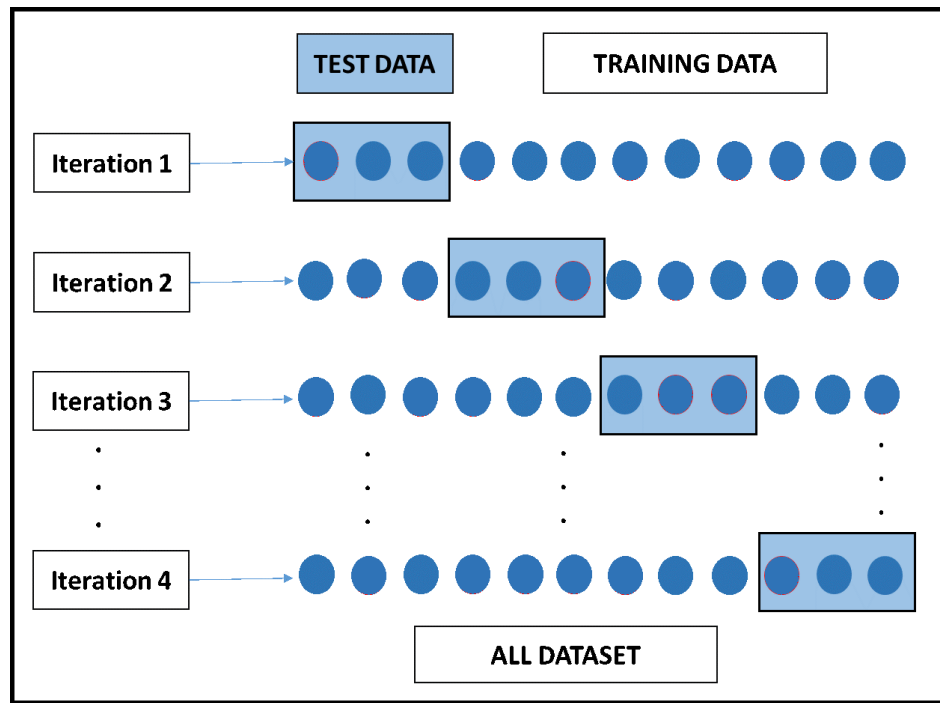 TEST DATA
TRAINING DATA
Iteration 1
Iteration 2
Iteration 3
Iteration 4
ALL DATASET